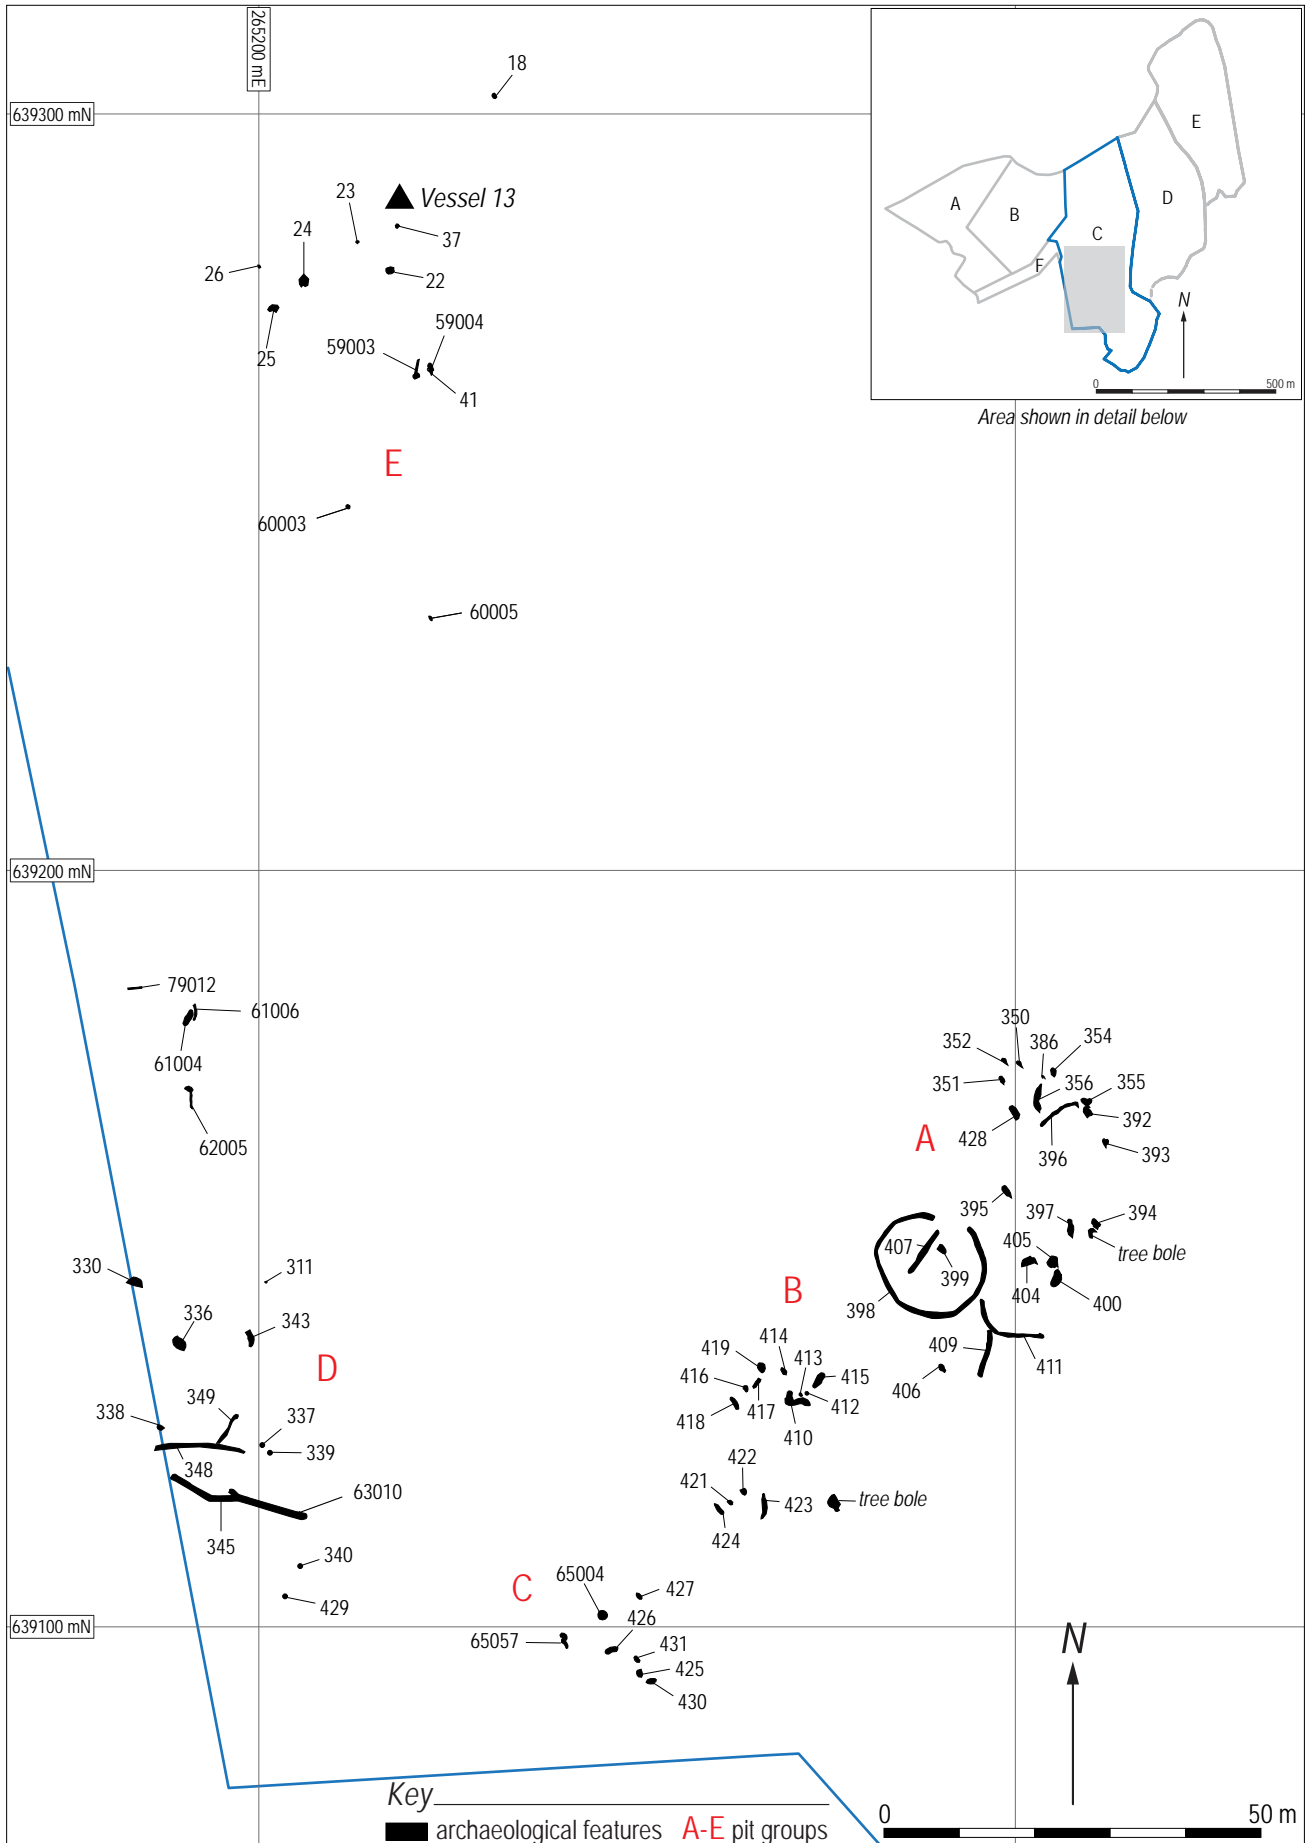 265200 mE
18
639300 mN
E
A
B
D
C
F
N
0
500 m
Area shown in detail below
23
Vessel 13
24
37
26
22
25
59004
59003
41
E
60003
60005
639200 mN
79012
61006
61004
62005
350
352
386
354
351
356
355
392
428
A
396
393
395
397
394
tree bole
405
407
399
404
400
398
B
409
411
406
330
311
336
343
D
349
338
337
339
348
63010
345
340
429
414
419
413
415
416
412
417
418
410
422
421
423
tree bole
424
C
65004
427
426
639100 mN
65057
431
425
430
N
Key
archaeological features A-E pit groups
0
50 m